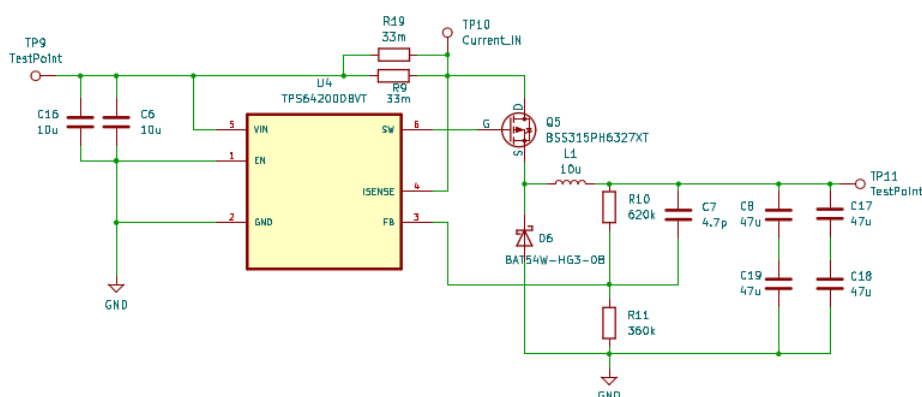 TP9
TestPoint
R19
33m
TP10
Current_IN
R9
33m
U4
TPS64200DBVT
C16
10u
C6
10u
5
VIN
1
EN
2
GND
SW
6
ISENSE
4
FB
3
G
D
S
Q5
BSS315PH6327XT
L1
10u
TP11
TestPoint
R10
620k
C7
4.7p
C8
47u
C17
47u
D6
BAT54W-HG3-08
C19
47u
C18
47u
R11
360k
GND
GND